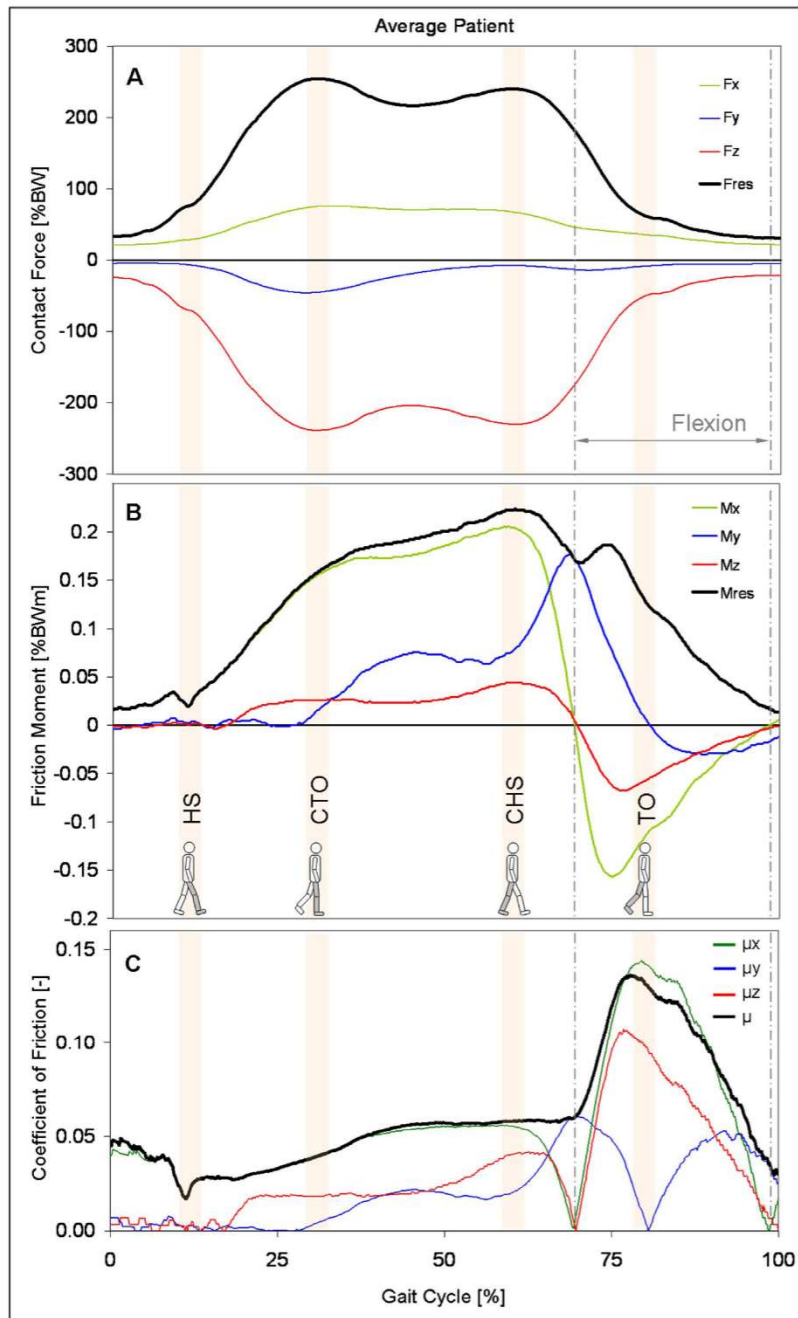 Average Patient
A
Contact Force [%BW]
300
200
100
0
-100
-200
-300
Fx
Fy
Fz
Fres
Flexion
B
Friction Moment [%BWm]
0.2
0.15
0.1
0.05
0
-0.05
-0.1
-0.15
-0.2
Mx
My
Mz
Mres
HS
CTO
CHS
TO
C
Coefficient of Friction [-]
0.15
0.10
0.05
0.00
μx
μy
μz
μ
0
25
50
75
100
Gait Cycle [%]